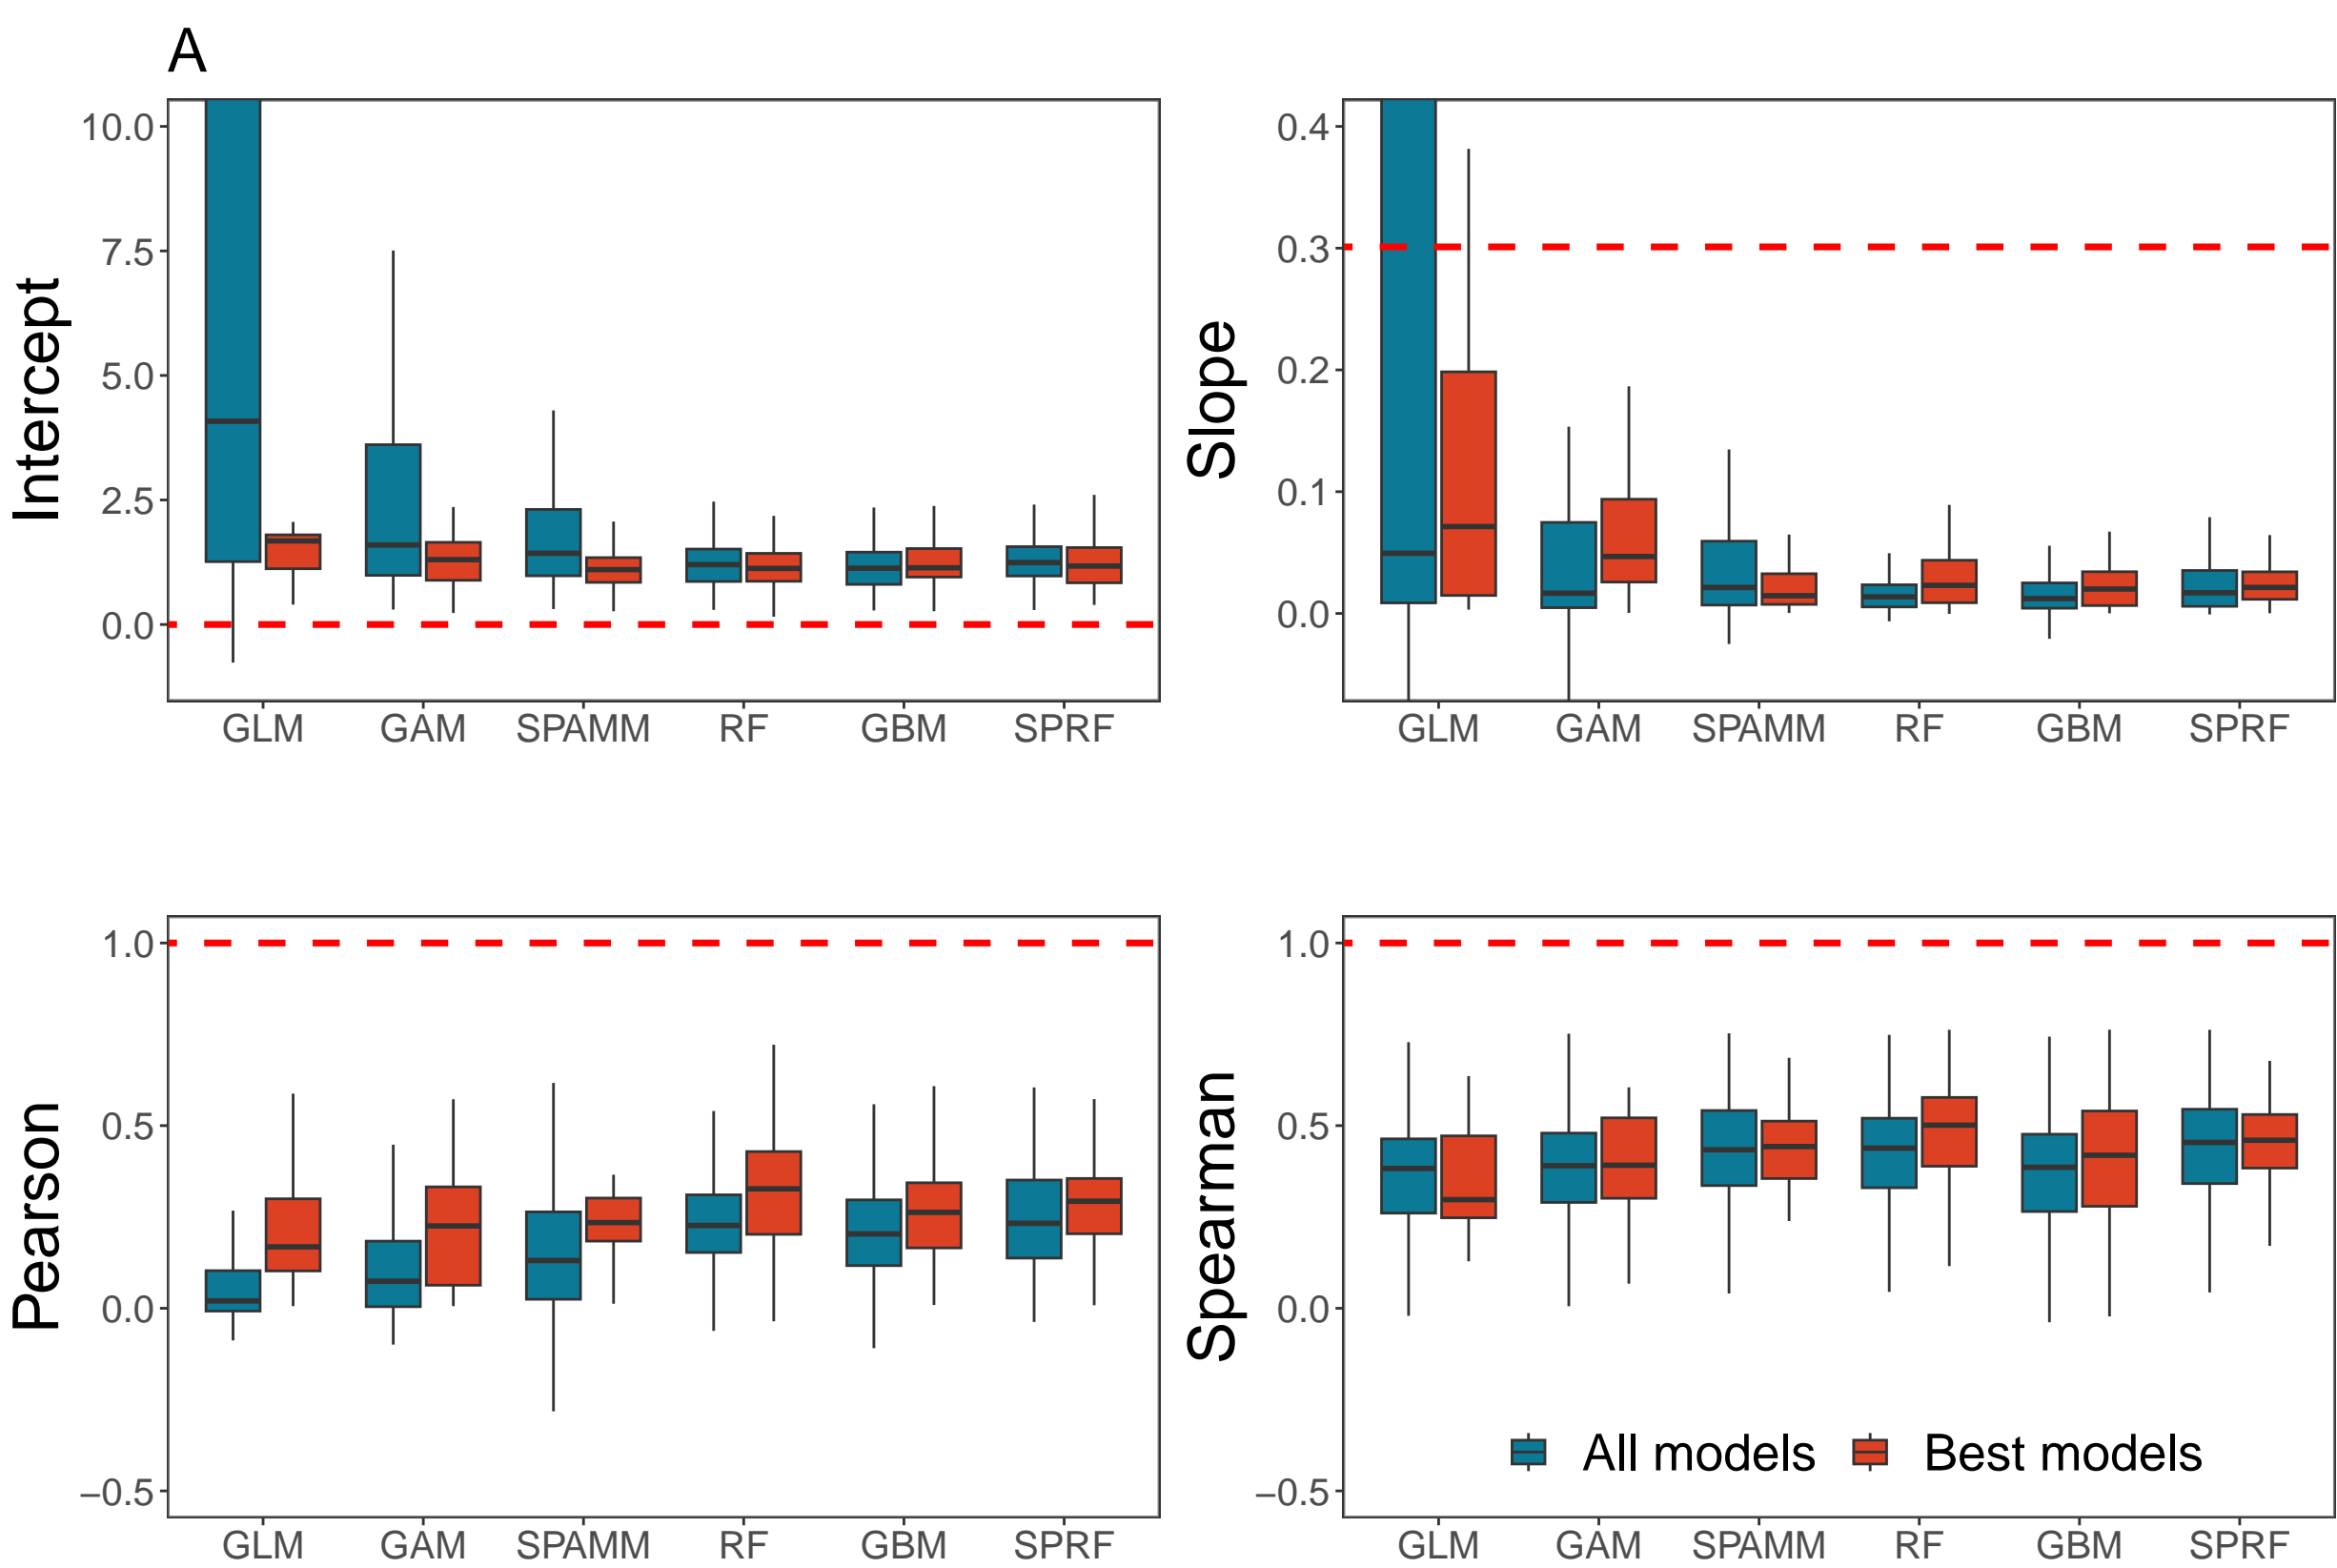 A
Intercept
10.0
7.5
5.0
2.5
0.0
GLM GAM SPAMM RF GBM SPRF
Slope
0.4
0.3
0.2
0.1
0.0
GLM GAM SPAMM RF GBM SPRF
Pearson
1.0
0.5
0.0
−0.5
GLM GAM SPAMM RF GBM SPRF
Spearman
1.0
0.5
0.0
−0.5
All models Best models
GLM GAM SPAMM RF GBM SPRF